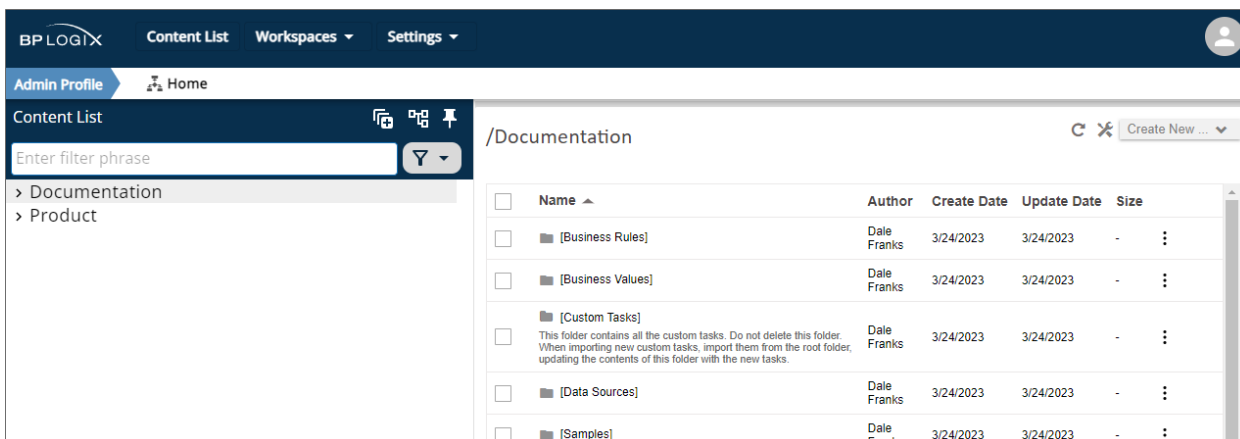 BPLOGIX Content List Workspaces Settings
Admin Profile Home
Content List
Enter filter phrase
Documentation
Product
/Documentation
Create New ...
Name Author Create Date Update Date Size
[Business Rules] Dale Franks 3/24/2023 3/24/2023 -
[Business Values] Dale Franks 3/24/2023 3/24/2023 -
[Custom Tasks]
This folder contains all the custom tasks. Do not delete this folder.
When importing new custom tasks, import them from the root folder,
updating the contents of this folder with the new tasks.
Dale Franks 3/24/2023 3/24/2023 -
[Data Sources] Dale Franks 3/24/2023 3/24/2023 -
[Samples] Dale 3/24/2023 3/24/2023 -